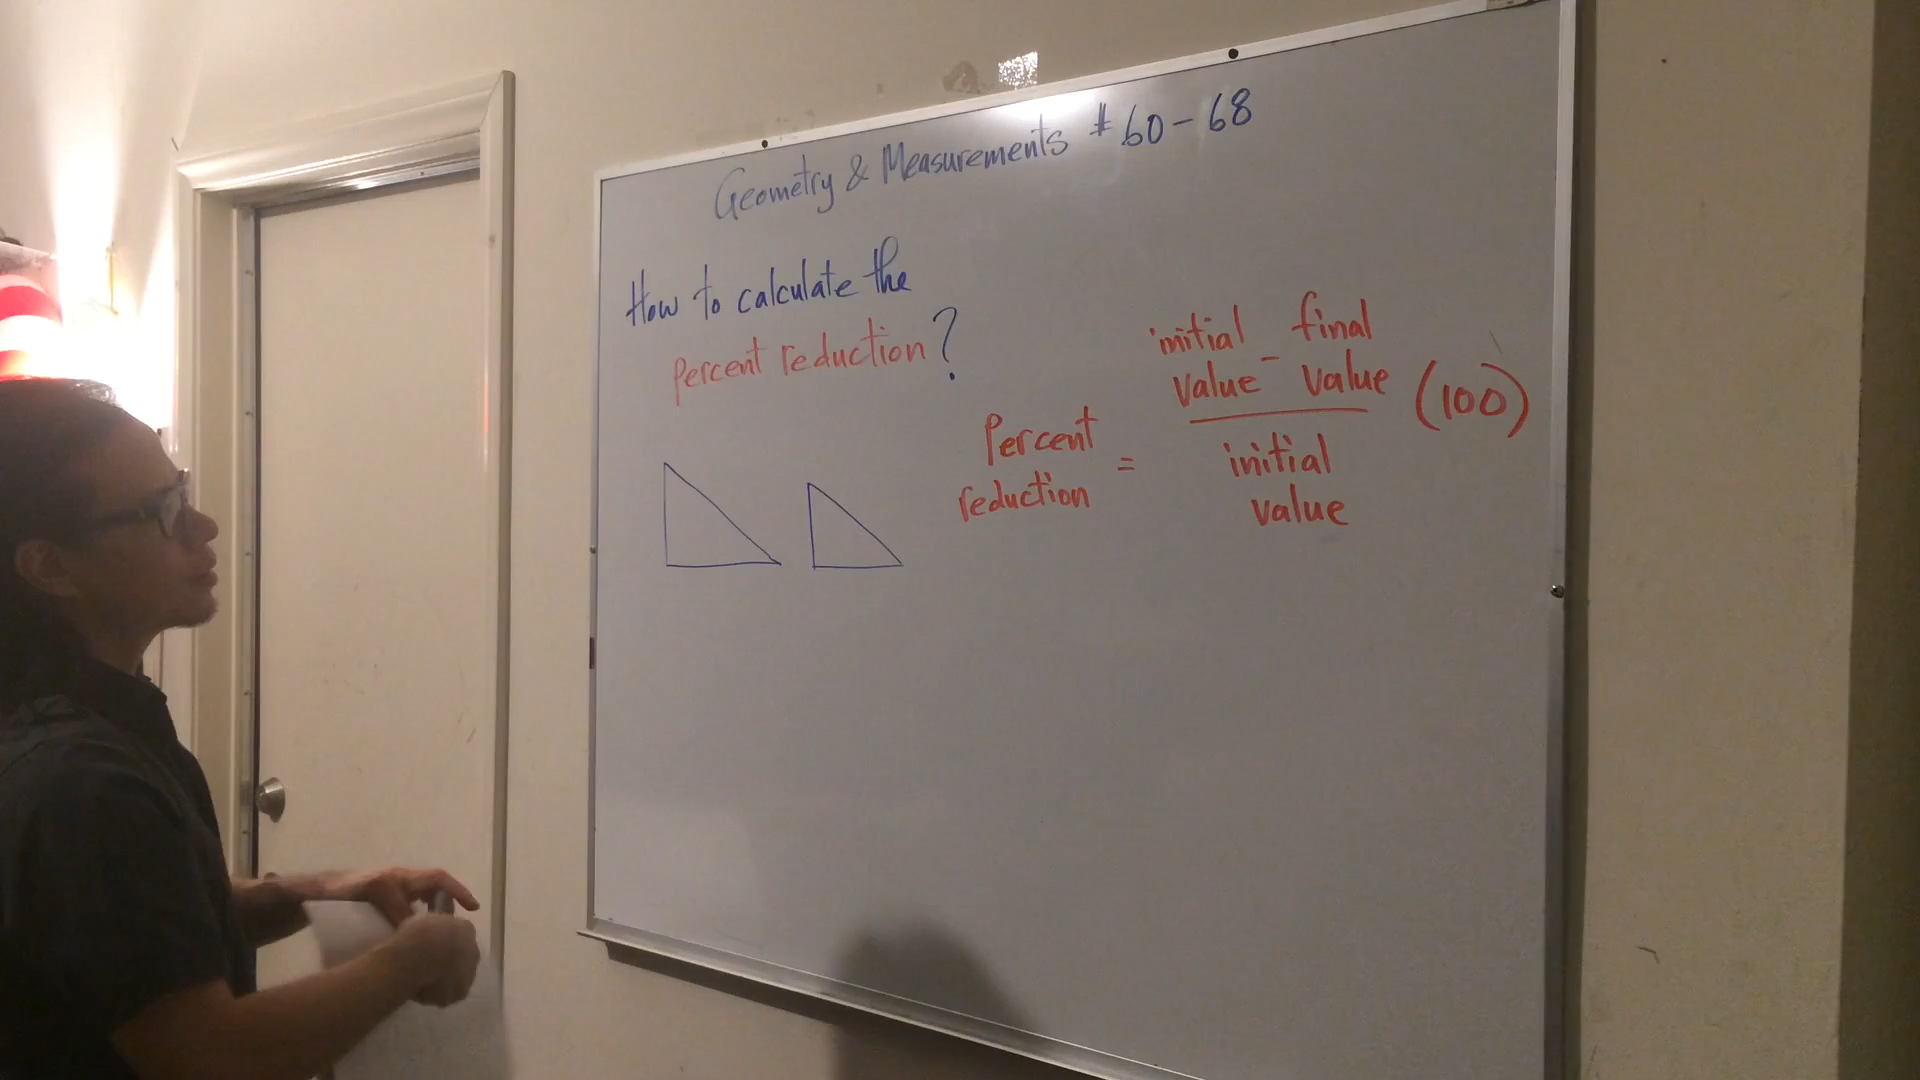 Geometry & Measurements #60-68
How to calculate the
percent reduction?
initial - final
value value (100)
Percent
reduction =
initial
value